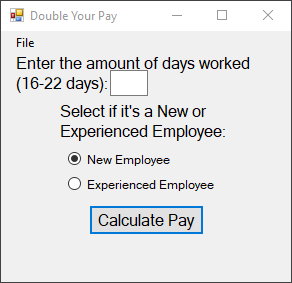 Double Your Pay
File
Enter the amount of days worked
(16-22 days):
Select if it's a New or
Experienced Employee:
New Employee
Experienced Employee
Calculate Pay